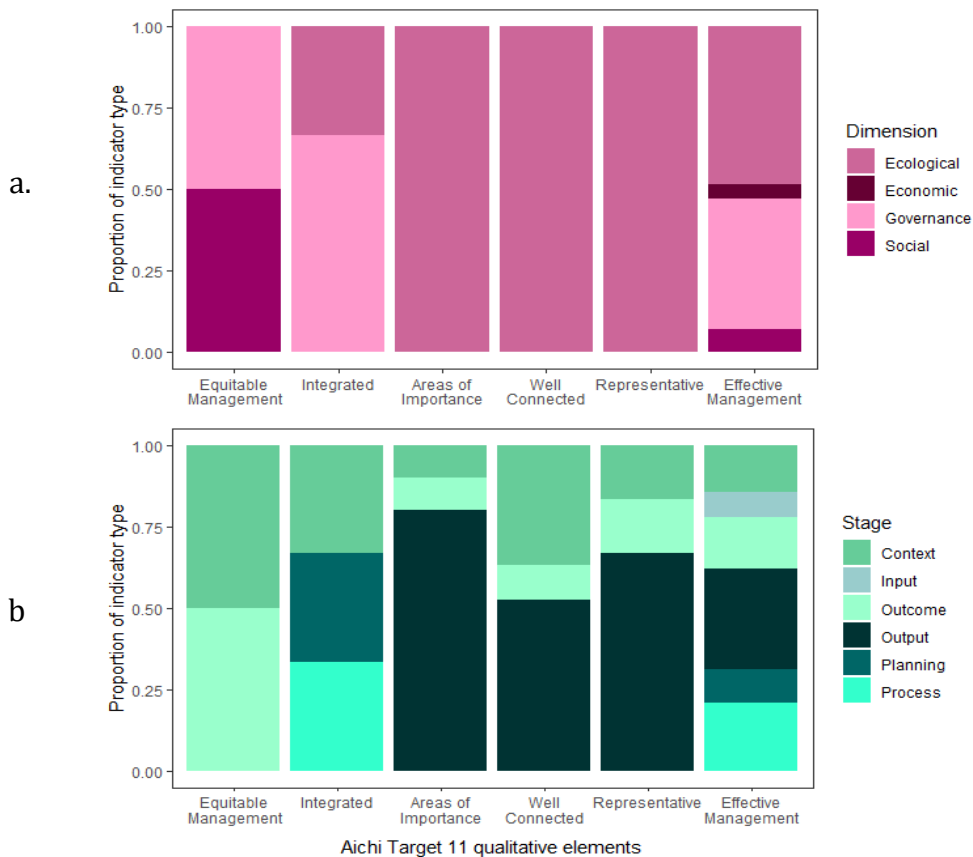 a.
Proportion of indicator type
1.00
0.75
0.50
0.25
0.00
Equitable
Management
Integrated
Areas of
Importance
Well
Connected
Representative
Effective
Management
Dimension
Ecological
Economic
Governance
Social
b
Proportion of indicator type
1.00
0.75
0.50
0.25
0.00
Equitable
Management
Integrated
Areas of
Importance
Well
Connected
Representative
Effective
Management
Aichi Target 11 qualitative elements
Stage
Context
Input
Outcome
Output
Planning
Process